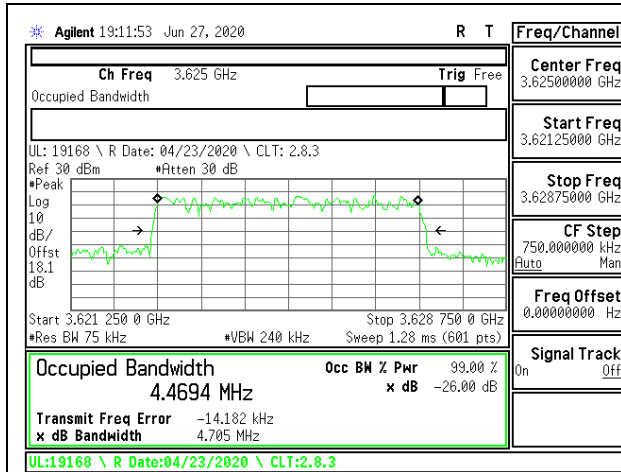 Agilent 19:11:53 Jun 27, 2020 R T
Freq/Channel
Ch Freq 3.625 GHz Trig Free
Occupied Bandwidth
Center Freq
3.62500000 GHz
Start Freq
3.62125000 GHz
Stop Freq
3.62875000 GHz
CF Step
750.000000 kHz
Auto Man
Freq Offset
0.00000000 Hz
Signal Track
On Off
UL: 19168 \ R Date: 04/23/2020 \ CLT: 2.8.3
Ref 30 dBm #Atten 30 dB
#Peak
Log
10
dB/
Offst
18.1
dB
Start 3.621 250 0 GHz Stop 3.628 750 0 GHz
#Res BW 75 kHz #VBW 240 kHz Sweep 1.28 ms (601 pts)
Occupied Bandwidth Occ BW % Pwr 99.00 %
4.4694 MHz x dB -26.00 dB
Transmit Freq Error -14.182 kHz
x dB Bandwidth 4.705 MHz
UL:19168 \ R Date:04/23/2020 \ CLT:2.8.3